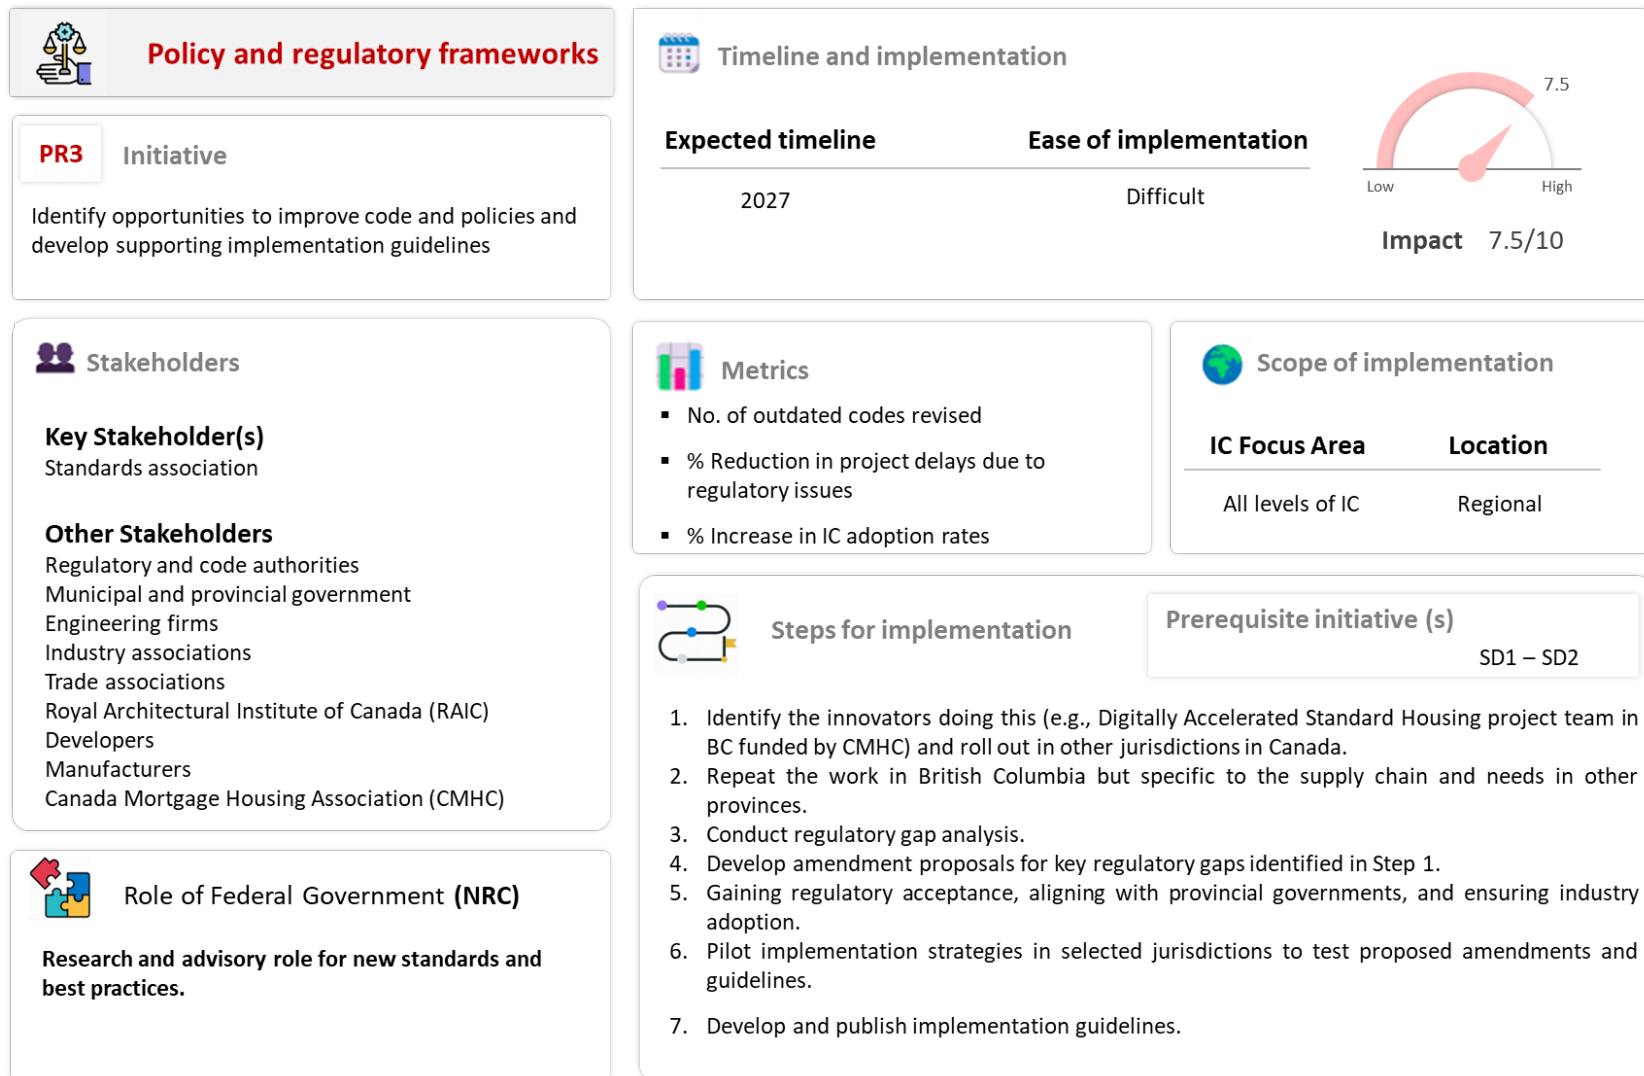 Policy and regulatory frameworks
PR3
Initiative
Identify opportunities to improve code and policies and
develop supporting implementation guidelines
Timeline and implementation
Expected timeline
Ease of implementation
2027
Difficult
7.5
Low
High
Impact 7.5/10
Stakeholders
Key Stakeholder(s)
Standards association
Other Stakeholders
Regulatory and code authorities
Municipal and provincial government
Engineering firms
Industry associations
Trade associations
Royal Architectural Institute of Canada (RAIC)
Developers
Manufacturers
Canada Mortgage Housing Association (CMHC)
Metrics
▪ No. of outdated codes revised
▪ % Reduction in project delays due to
regulatory issues
▪ % Increase in IC adoption rates
Scope of implementation
IC Focus Area
Location
All levels of IC
Regional
Role of Federal Government (NRC)
Research and advisory role for new standards and
best practices.
Steps for implementation
Prerequisite initiative (s)
SD1 – SD2
1. Identify the innovators doing this (e.g., Digitally Accelerated Standard Housing project team in
BC funded by CMHC) and roll out in other jurisdictions in Canada.
2. Repeat the work in British Columbia but specific to the supply chain and needs in other
provinces.
3. Conduct regulatory gap analysis.
4. Develop amendment proposals for key regulatory gaps identified in Step 1.
5. Gaining regulatory acceptance, aligning with provincial governments, and ensuring industry
adoption.
6. Pilot implementation strategies in selected jurisdictions to test proposed amendments and
guidelines.
7. Develop and publish implementation guidelines.